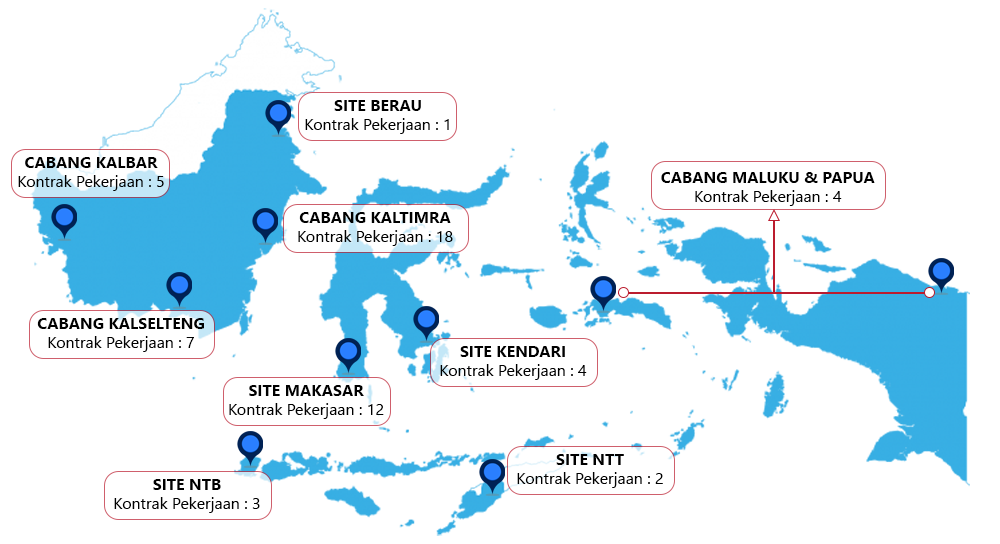 SITE BERAU
Kontrak Pekerjaan : 1
CABANG KALBAR
Kontrak Pekerjaan : 5
CABANG MALUKU & PAPUA
Kontrak Pekerjaan : 4
CABANG KALTIMRA
Kontrak Pekerjaan : 18
CABANG KALSELTENG
Kontrak Pekerjaan : 7
SITE KENDARI
Kontrak Pekerjaan : 4
SITE MAKASAR
Kontrak Pekerjaan : 12
SITE NTT
Kontrak Pekerjaan : 2
SITE NTB
Kontrak Pekerjaan : 3